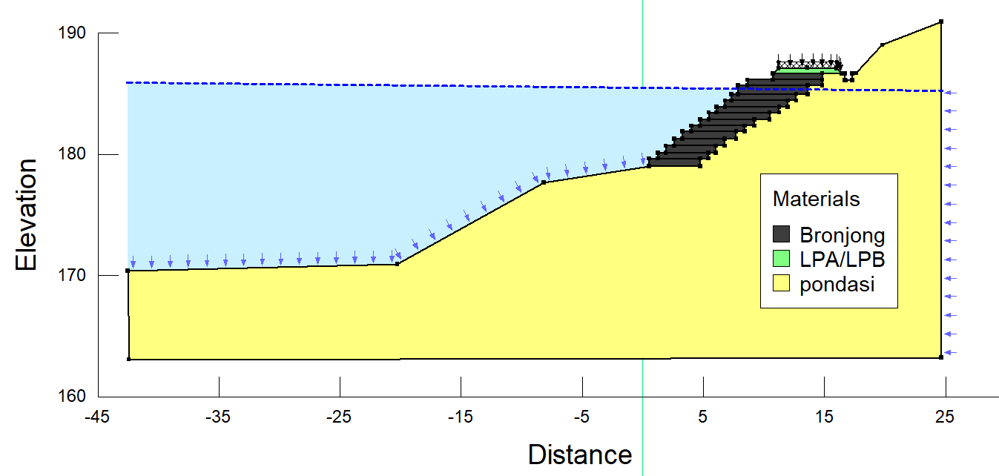 190
180
170
160
Elevation
-45
-35
-25
-15
-5
5
15
25
Distance
Materials
Bronjong
LPA/LPB
pondasi